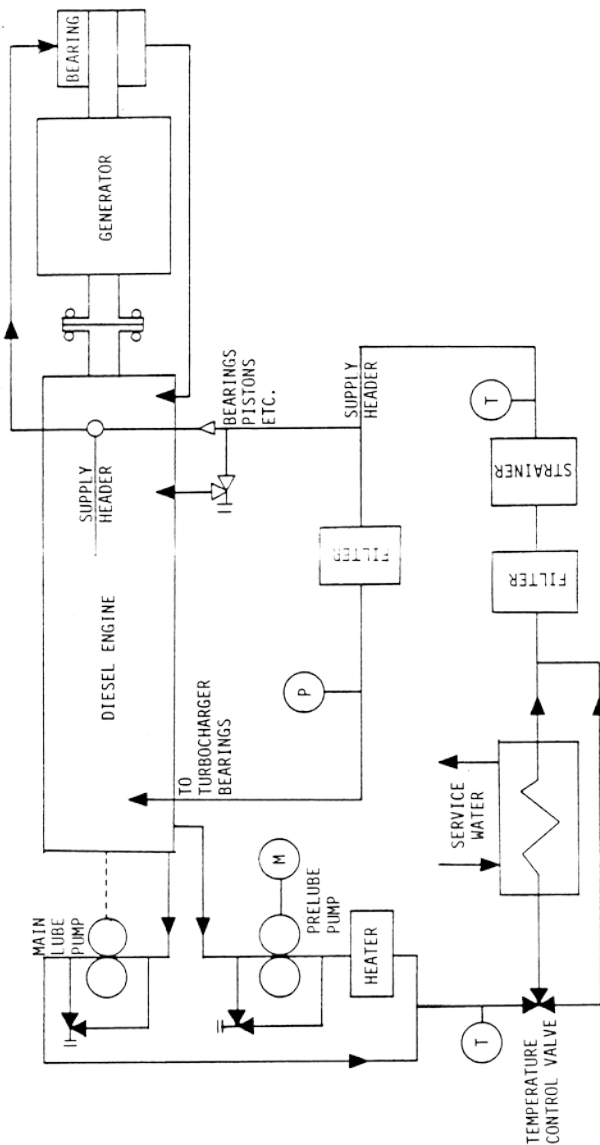 MAIN
LUBE
PUMP
DIESEL ENGINE
SUPPLY
HEADER
GENERATOR
BEARING
M
PRELUBE
PUMP
HEATER
TO
TURBOCHARGER
BEARINGS
P
FILTER
BEARINGS
PISTONS
ETC.
SUPPLY
HEADER
T
TEMPERATURE
CONTROL VALVE
SERVICE
WATER
FILTER
STRAINER
T